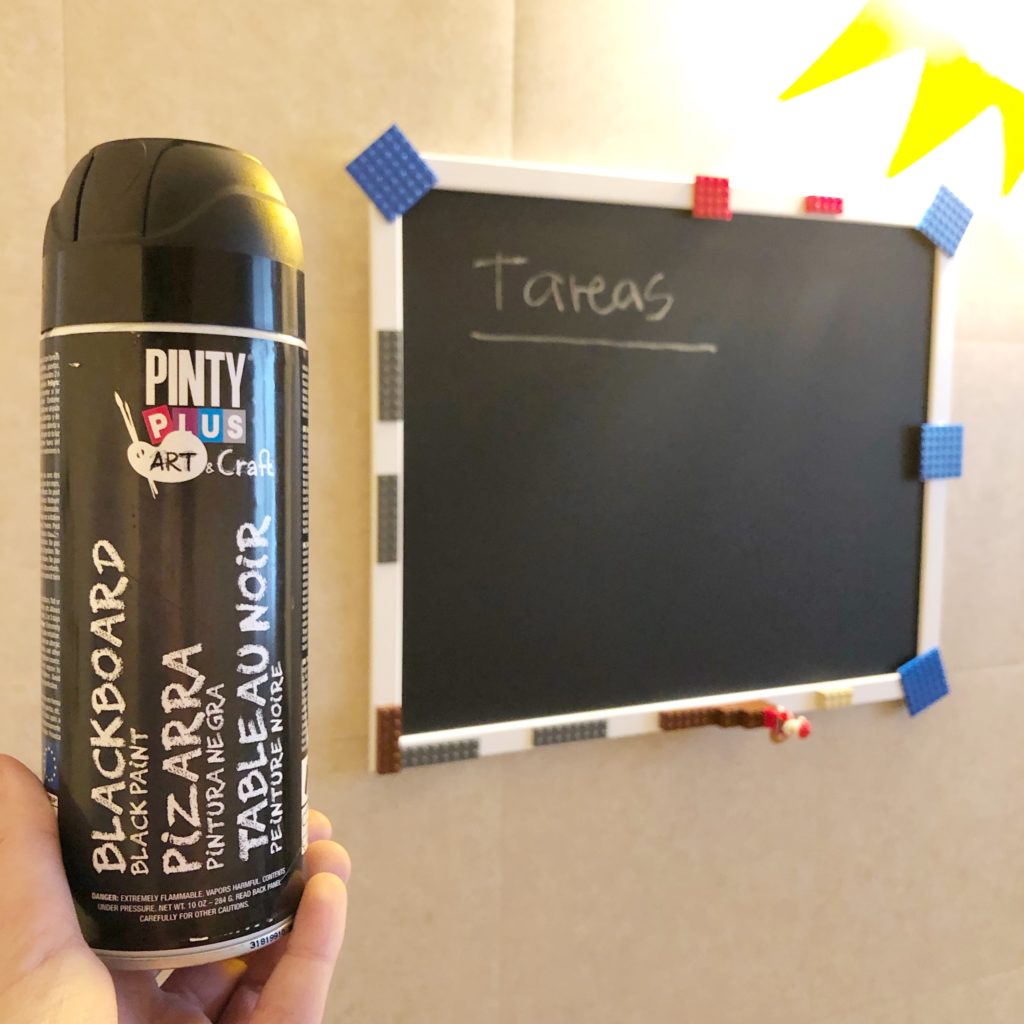 PINTY
PLUS
ART & Craft
BLACKBOARD
BLACK PAINT
PIZARRA
PINTURA NEGRA
TABLEAU NOIR
PEINTURE NOIRE
DANGER: EXTREMELY FLAMMABLE. VAPORS HARMFUL. CONTENTS
UNDER PRESSURE. NET WT. 10 OZ – 284 G. READ BACK PANEL
CAREFULLY FOR OTHER CAUTIONS.
Tareas